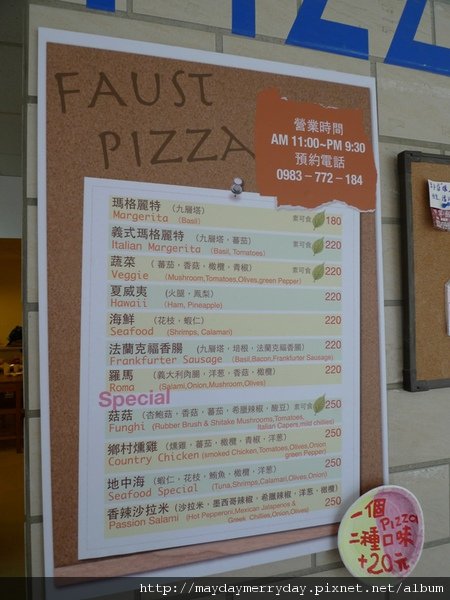 FAUST
PIZZA
營業時間
AM 11:00~PM 9:30
預約電話
0983-772-184
瑪格麗特 (九層塔) 素可食 180
Margerita (Basil)
義式瑪格麗特 (九層塔，蕃茄) 素可食 220
Italian Margerita (Basil, Tomatoes)
蔬菜 (蕃茄，香菇，橄欖，青椒) 素可食 220
Veggie (Mushroom,Tomatoes,Olives,green Pepper)
夏威夷 (火腿，鳳梨) 220
Hawaii (Ham, Pineapple)
海鮮 (花枝，蝦仁) 220
Seafood (Shrimps, Calamari)
法蘭克福香腸 (九層塔，培根，法蘭克福香腸) 220
Frankfurter Sausage (Basil,Bacon,Frankfurter Sausage)
羅馬 (義大利肉腸，洋蔥，香菇，橄欖) 220
Roma (Salami,Onion,Mushroom,Olives)
Special
菇菇 (杏鮑菇，香菇，蕃茄，希臘辣椒，酸豆) 素可食 250
Funghi (Rubber Brush & Shitake Mushrooms,Tomatoes,
Italian Capers,mild chillies)
鄉村燻雞 (燻雞，蕃茄，橄欖，青椒，洋蔥) 250
Country Chicken (smoked Chicken,Tomatoes,Olives,Onion
green Pepper)
地中海 (蝦仁，花枝，鮪魚，橄欖，洋蔥) 250
Seafood Special (Tuna,Shrimps,Calamari,Olives,Onion)
香辣沙拉米 (沙拉米，墨西哥辣椒，希臘辣椒，洋蔥，橄欖) 250
Passion Salami (Hot Pepperoni,Mexican Jalapenos &
Greek Chillies,Onion,Olives)
一個
Pizza
二種口味
+20元
http://maydaymerryday.pixnet.net/album